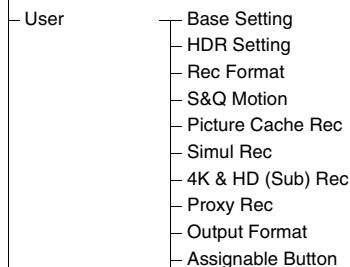 User
Base Setting
HDR Setting
Rec Format
S&Q Motion
Picture Cache Rec
Simul Rec
4K & HD (Sub) Rec
Proxy Rec
Output Format
Assignable Button